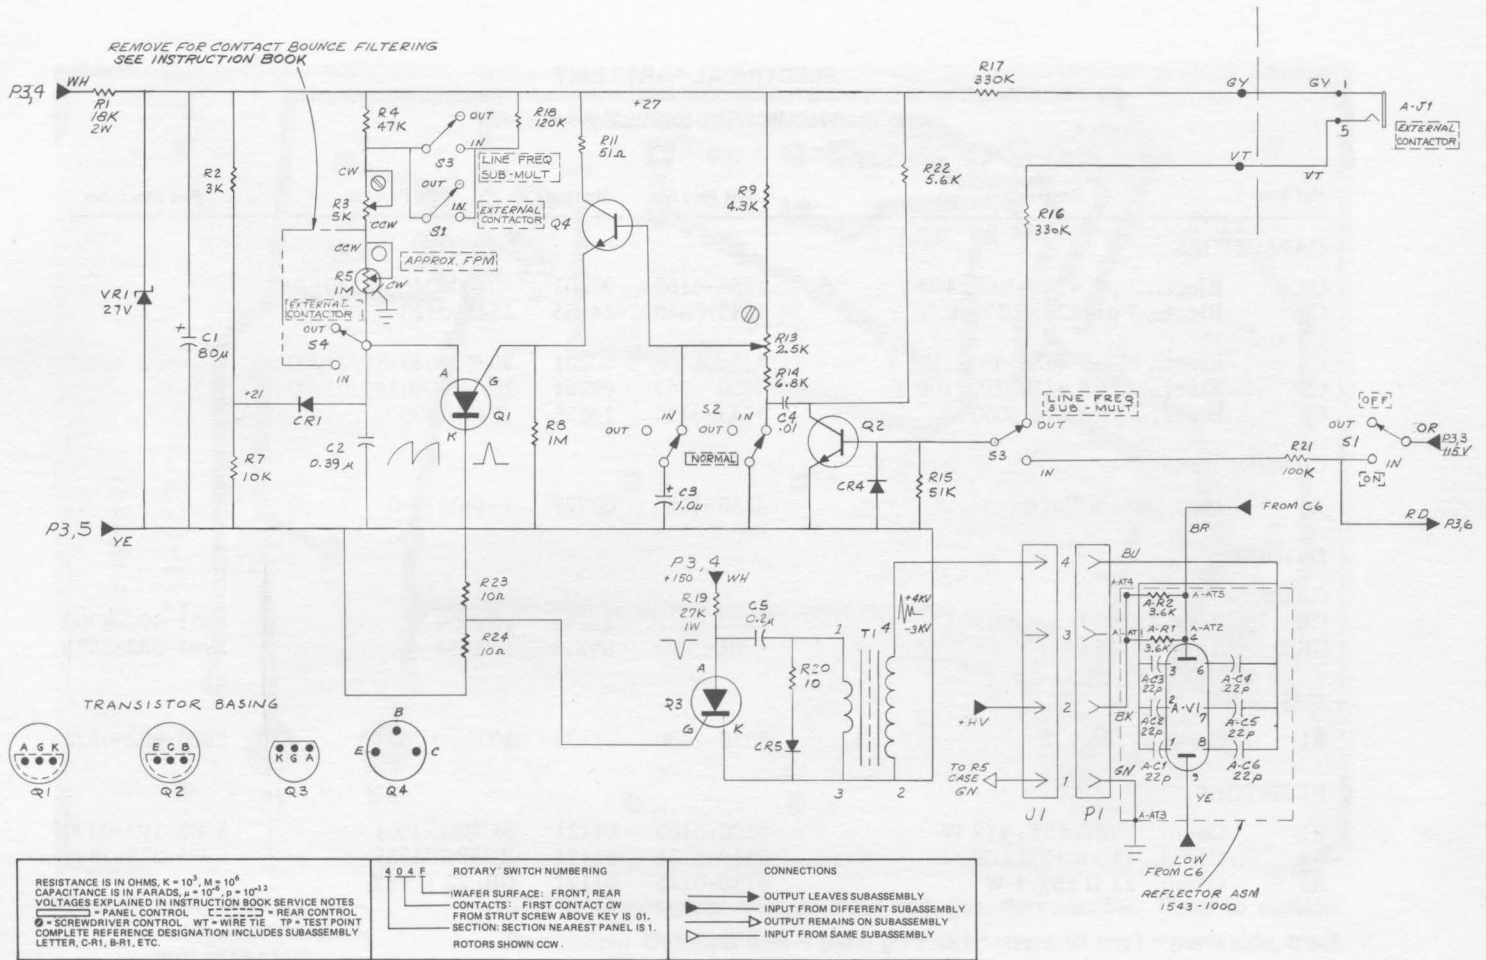 REMOVE FOR CONTACT BOUNCE FILTERING
SEE INSTRUCTION BOOK
P3,4
WH
R1
18K
2W
R2
3K
VR1
27V
C1
80μ
+
+21
R7
10K
CR1
C2
0.39μ
R4
47K
CW
R3
5K
CCW
CCW
R5
1M
CW
APPROX. FPM
EXTERNAL
CONTACTOR
OUT
S4
IN
OUT
S3
IN
R18
120K
LINE FREQ
SUB-MULT
OUT
IN
S1
EXTERNAL
CONTACTOR
R11
51Ω
+27
Q4
A
G
K
Q1
R8
1M
R9
4.3K
R13
2.5K
R14
6.8K
C4
.01
R22
5.6K
S2
IN
OUT
IN
OUT
NORMAL
+
C3
1.0μ
Q2
CR4
R15
51K
R17
330K
R16
330K
GY
GY
1
A-J1
5
EXTERNAL
CONTACTOR
VT
VT
LINE FREQ
SUB-MULT
OUT
S3
IN
R21
100K
OFF
OUT
S1
IN
ON
OR
P3,3
115V
RD
P3,6
FROM C6
BR
P3,5
YE
R23
10Ω
R24
10Ω
P3,4
+150
WH
R19
27K
1W
C5
0.2μ
A
Q3
G
K
R20
10
CR5
1
T1
4
3
2
+4KV
-3KV
+HV
TO R5
CASE
GN
J1
P1
4
3
2
1
BU
BK
GN
A-AT4
A-AT1
A-AT5
A-R2
3.6K
A-R1
3.6K
A-AT2
4
A-C3
22p
3
6
A-C4
22p
A-C2
22p
2
A-V1
7
A-C5
22p
A-C1
22p
1
8
A-C6
22p
9
YE
A-AT3
LOW
FROM C6
REFLECTOR ASM
1543-1000
TRANSISTOR BASING
A G K
Q1
E C B
Q2
K G A
Q3
B
E
C
Q4
RESISTANCE IS IN OHMS, K = 10³, M = 10⁶
CAPACITANCE IS IN FARADS, μ = 10⁻⁶, p = 10⁻¹²
VOLTAGES EXPLAINED IN INSTRUCTION BOOK SERVICE NOTES
= PANEL CONTROL = REAR CONTROL
= SCREWDRIVER CONTROL WT = WIRE TIE TP = TEST POINT
COMPLETE REFERENCE DESIGNATION INCLUDES SUBASSEMBLY
LETTER, C-R1, B-R1, ETC.
4 0 4 F
ROTARY SWITCH NUMBERING
WAFER SURFACE: FRONT, REAR
CONTACTS: FIRST CONTACT CW
FROM STRUT SCREW ABOVE KEY IS 01.
SECTION: SECTION NEAREST PANEL IS 1.
ROTORS SHOWN CCW.
CONNECTIONS
OUTPUT LEAVES SUBASSEMBLY
INPUT FROM DIFFERENT SUBASSEMBLY
OUTPUT REMAINS ON SUBASSEMBLY
INPUT FROM SAME SUBASSEMBLY